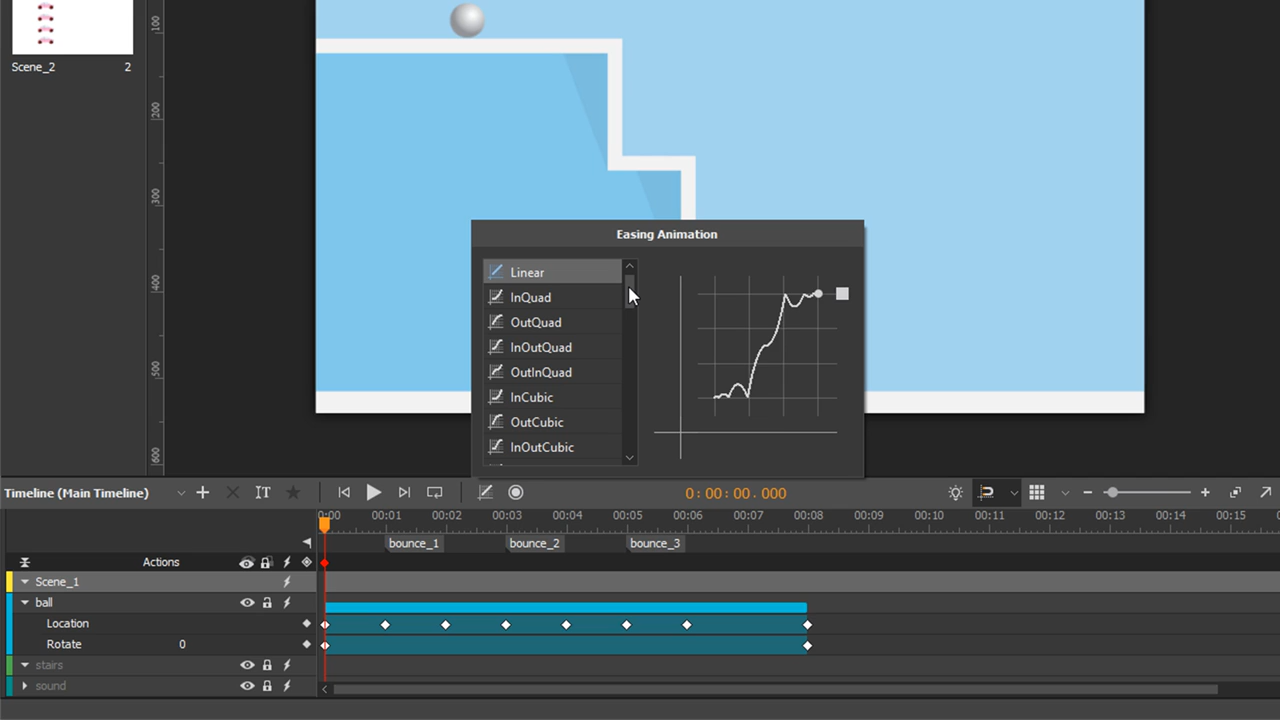 100
Scene_2 2
200
300
400
500
600
Easing Animation
Linear
InQuad
OutQuad
InOutQuad
OutInQuad
InCubic
OutCubic
InOutCubic
Timeline (Main Timeline) 0:00:00.000
0:00 00:01 00:02 00:03 00:04 00:05 00:06 00:07 00:08 00:09 00:10 00:11 00:12 00:13 00:14 00:15
bounce_1 bounce_2 bounce_3
Actions
Scene_1
ball
Location
Rotate 0
stairs
sound